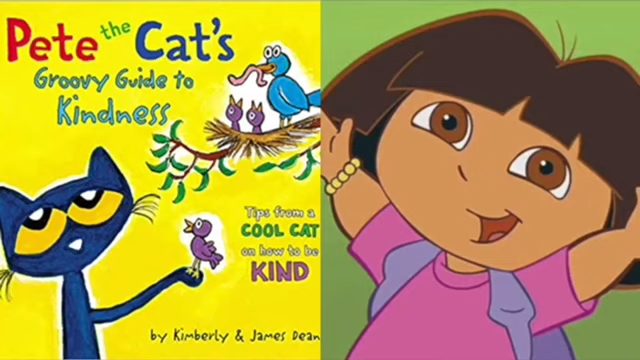 Pete the Cat's
Groovy Guide to
Kindness
Tips from a
COOL CAT
on how to be
KIND
by Kimberly & James Dean